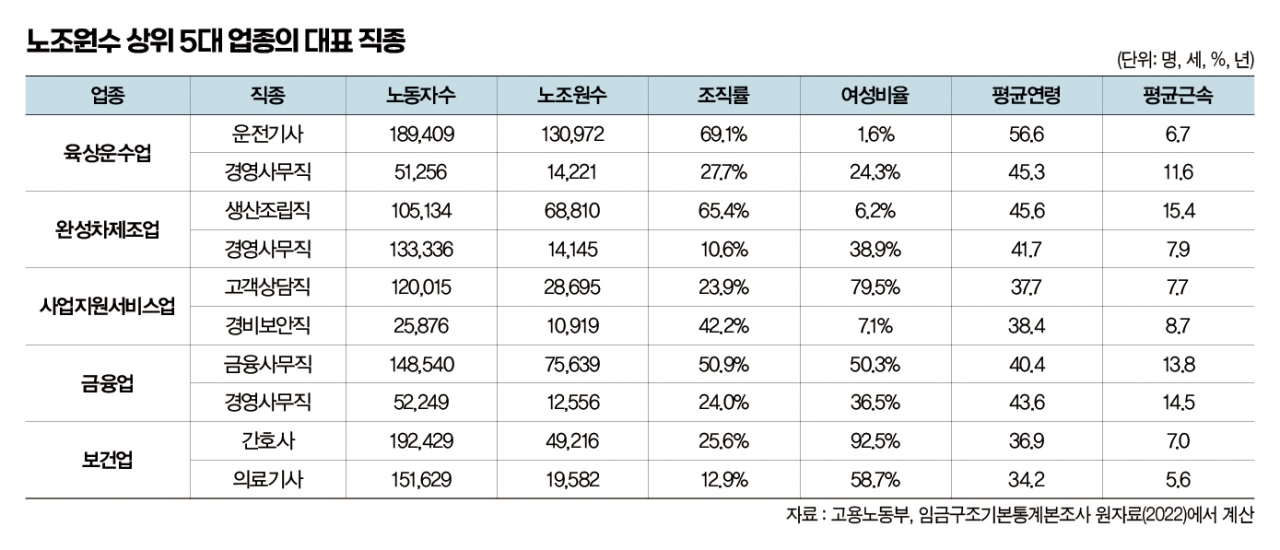 노조원수 상위 5대 업종의 대표 직종
(단위: 명, 세, %, 년)
업종 직종 노동자수 노조원수 조직률 여성비율 평균연령 평균근속
육상운수업 운전기사 189,409 130,972 69.1% 1.6% 56.6 6.7
경영사무직 51,256 14,221 27.7% 24.3% 45.3 11.6
완성차제조업 생산조립직 105,134 68,810 65.4% 6.2% 45.6 15.4
경영사무직 133,336 14,145 10.6% 38.9% 41.7 7.9
사업지원서비스업 고객상담직 120,015 28,695 23.9% 79.5% 37.7 7.7
경비보안직 25,876 10,919 42.2% 7.1% 38.4 8.7
금융업 금융사무직 148,540 75,639 50.9% 50.3% 40.4 13.8
경영사무직 52,249 12,556 24.0% 36.5% 43.6 14.5
보건업 간호사 192,429 49,216 25.6% 92.5% 36.9 7.0
의료기사 151,629 19,582 12.9% 58.7% 34.2 5.6
자료 : 고용노동부, 임금구조기본통계본조사 원자료(2022)에서 계산